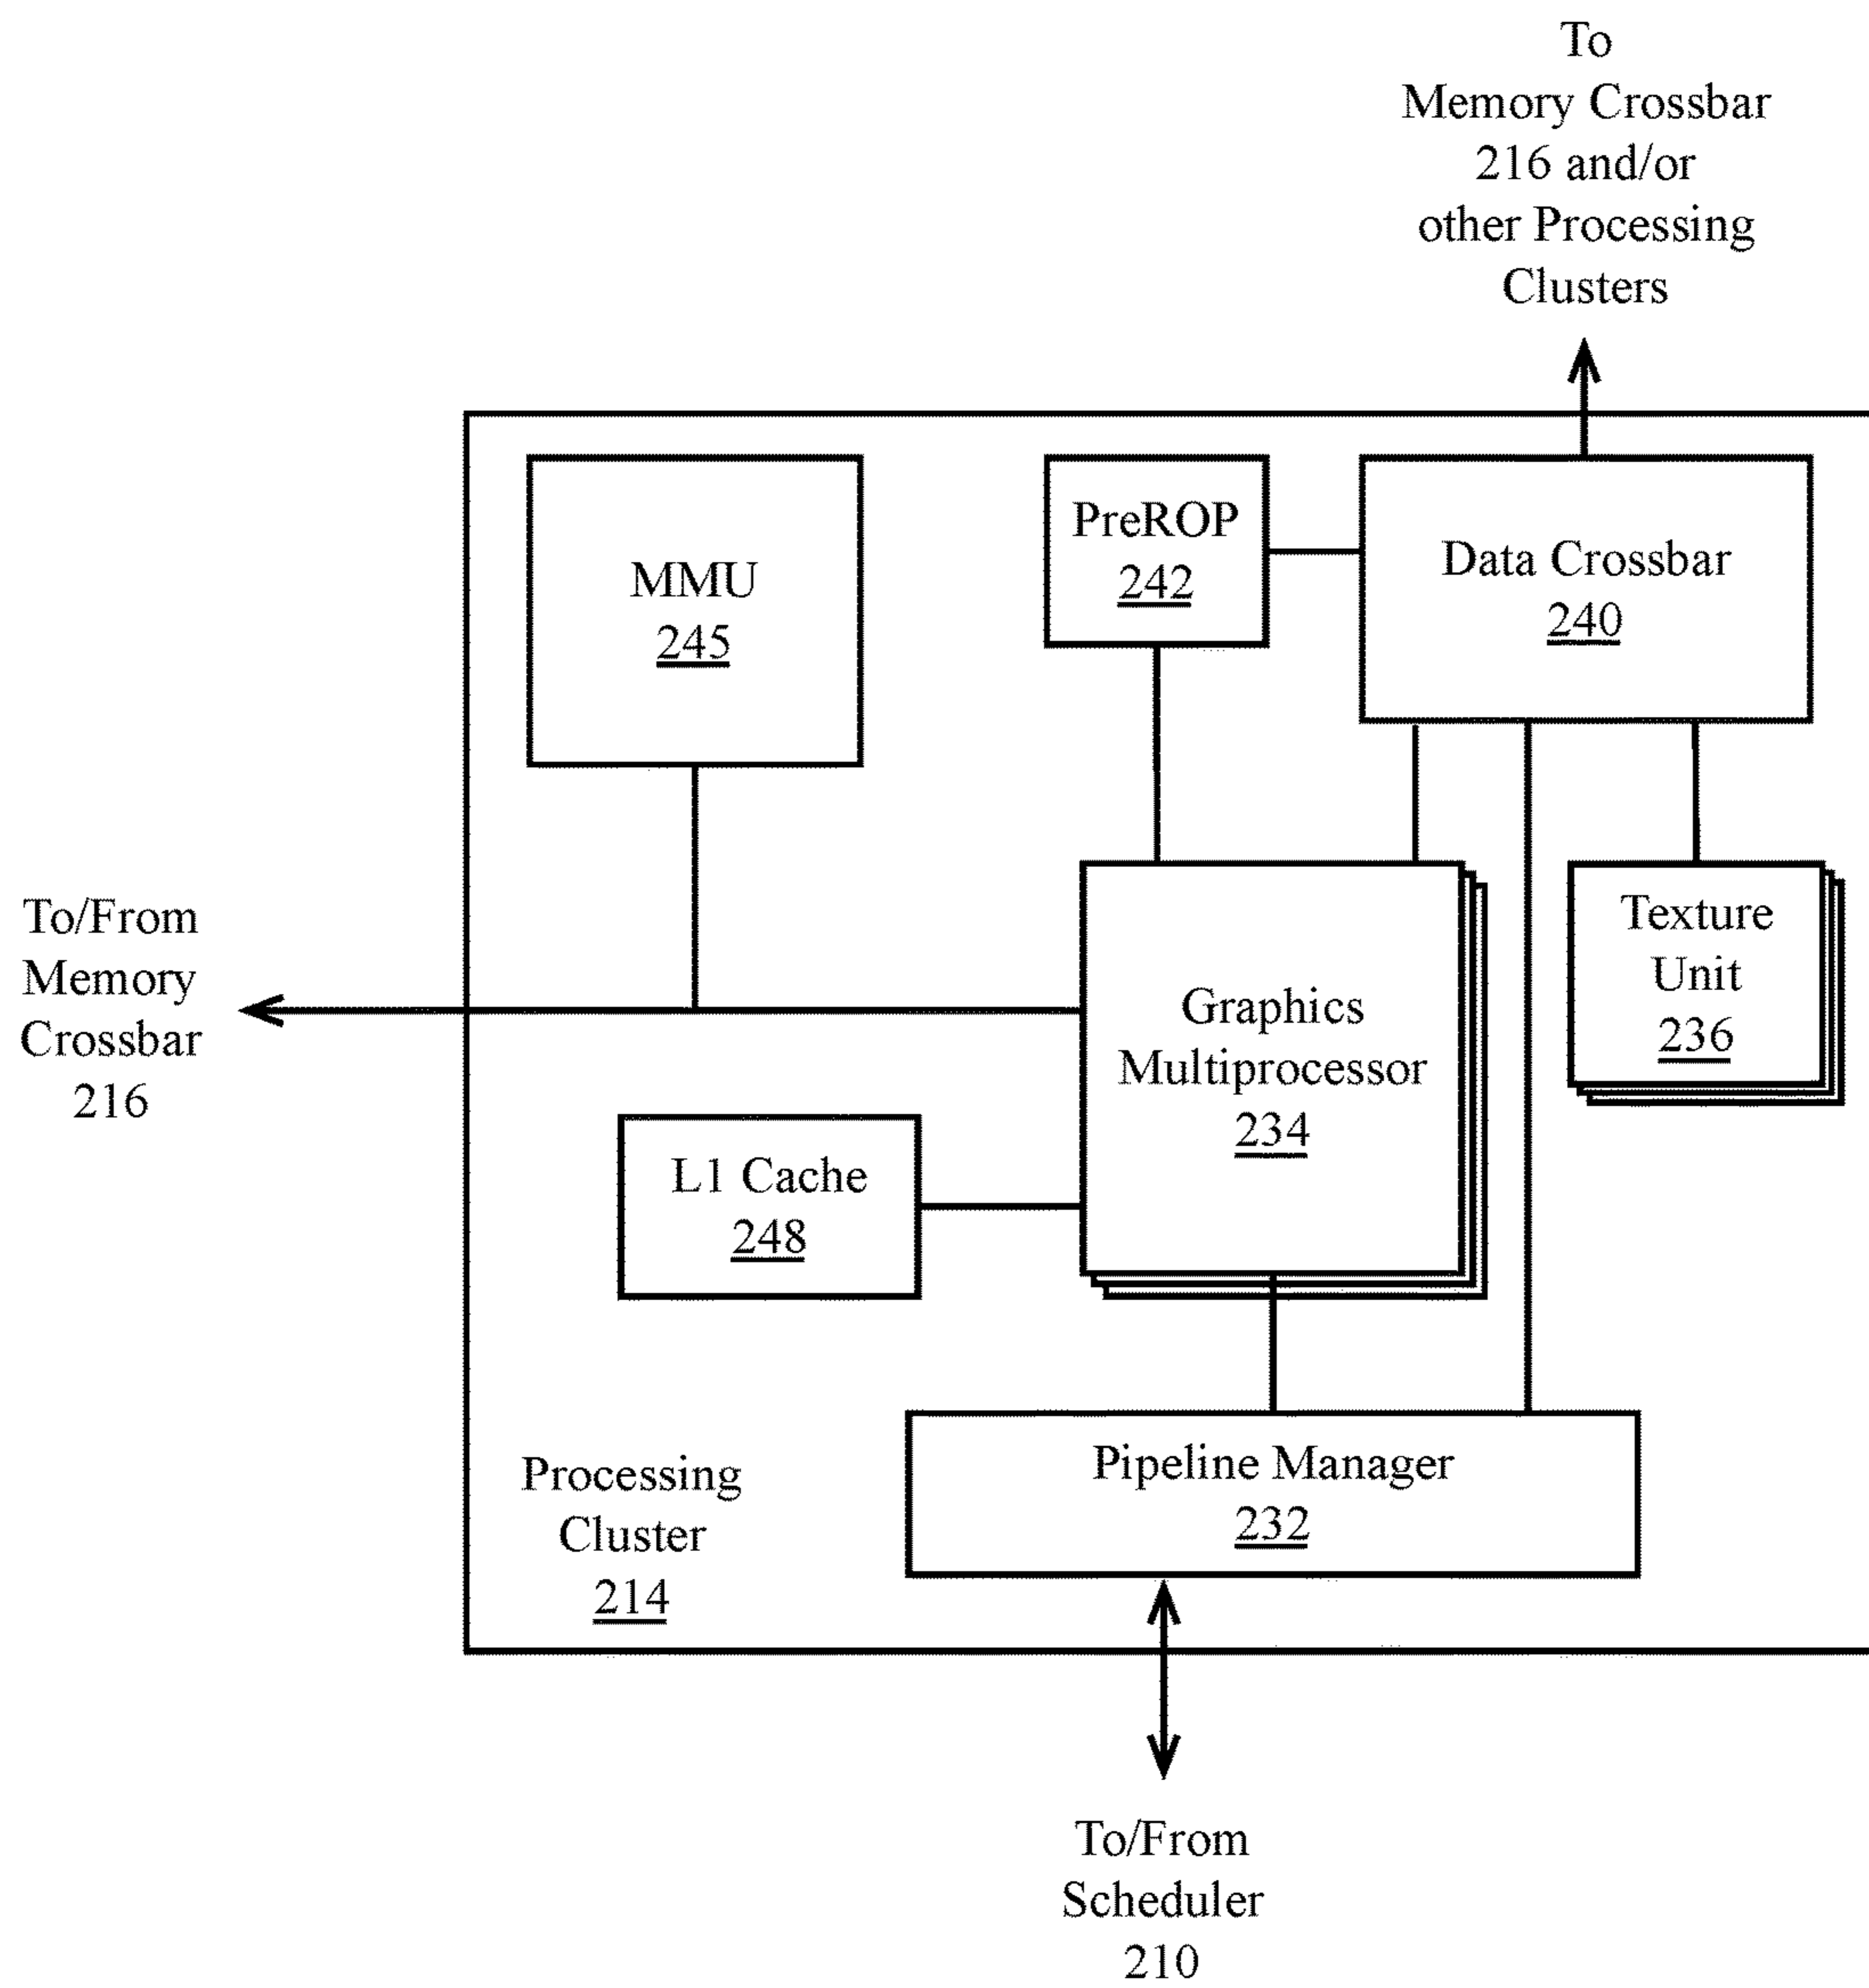 To
Memory Crossbar
216 and/or
other Processing
Clusters
MMU
245
PreROP
242
Data Crossbar
240
To/From
Memory
Crossbar
216
Graphics
Multiprocessor
234
Texture
Unit
236
L1 Cache
248
Pipeline Manager
232
Processing
Cluster
214
To/From
Scheduler
210